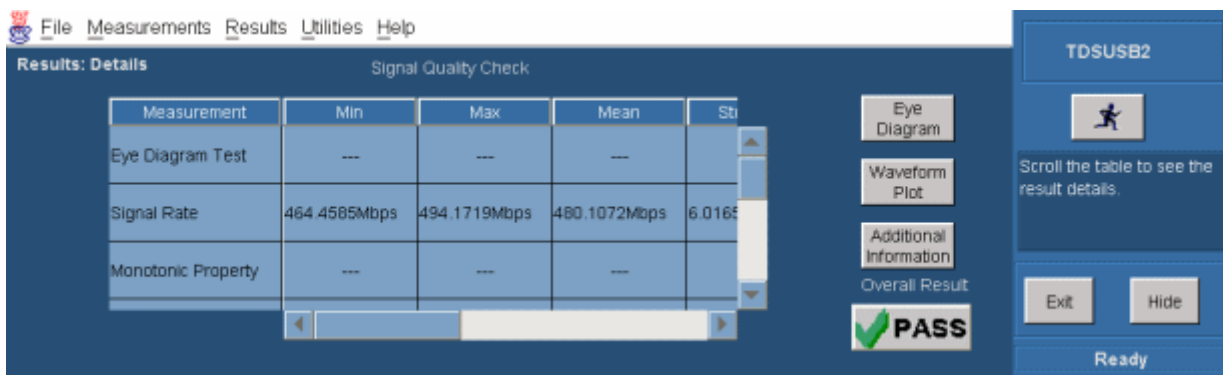 File Measurements Results Utilities Help
Results: Details
Signal Quality Check
Measurement Min Max Mean
Eye Diagram Test --- --- ---
Signal Rate 464.4585Mbps 494.1719Mbps 480.1072Mbps 6.0165
Monotonic Property --- --- ---
Eye
Diagram
Waveform
Plot
Additional
Information
Overall Result
PASS
TDSUSB2
Scroll the table to see the
result details.
Exit Hide
Ready